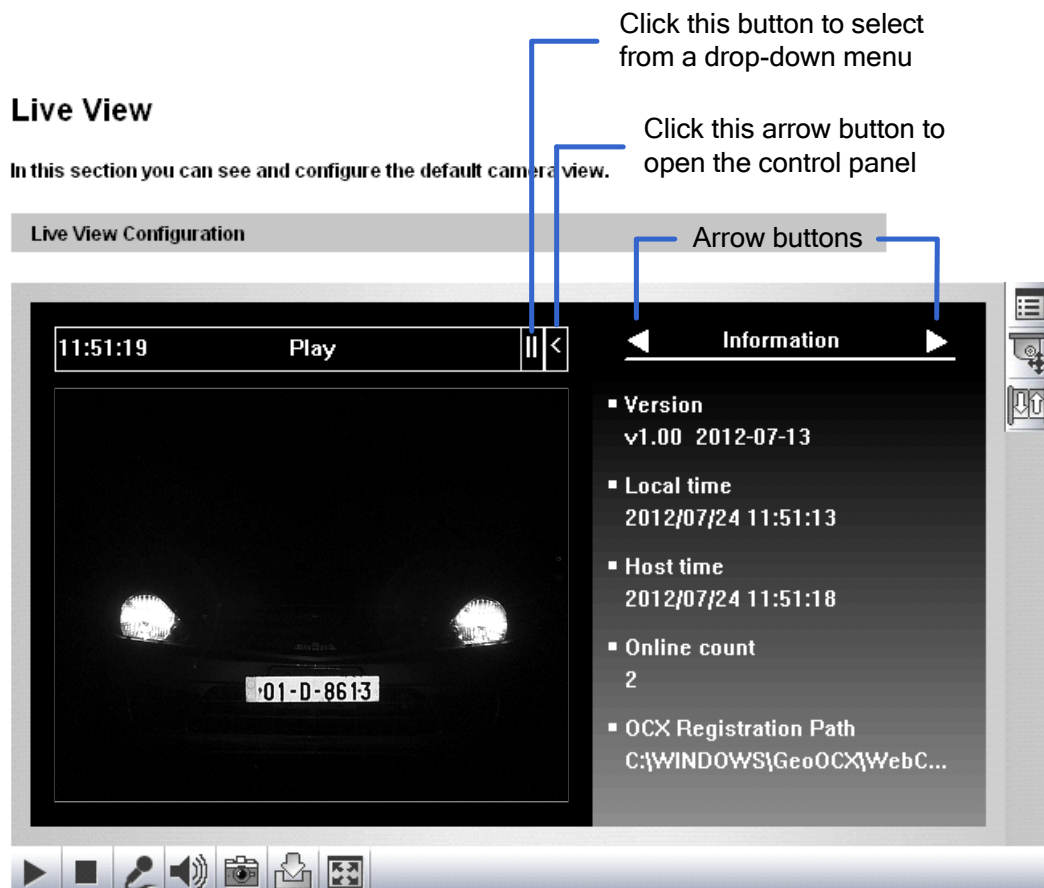 Click this button to select
from a drop-down menu
Live View
Click this arrow button to
open the control panel
In this section you can see and configure the default camera view.
Live View Configuration
Arrow buttons
11:51:19 Play
Information
Version
v1.00 2012-07-13
Local time
2012/07/24 11:51:13
Host time
2012/07/24 11:51:18
Online count
2
OCX Registration Path
C:\WINDOWS\GeoOCX\WebC...
01-D-8613